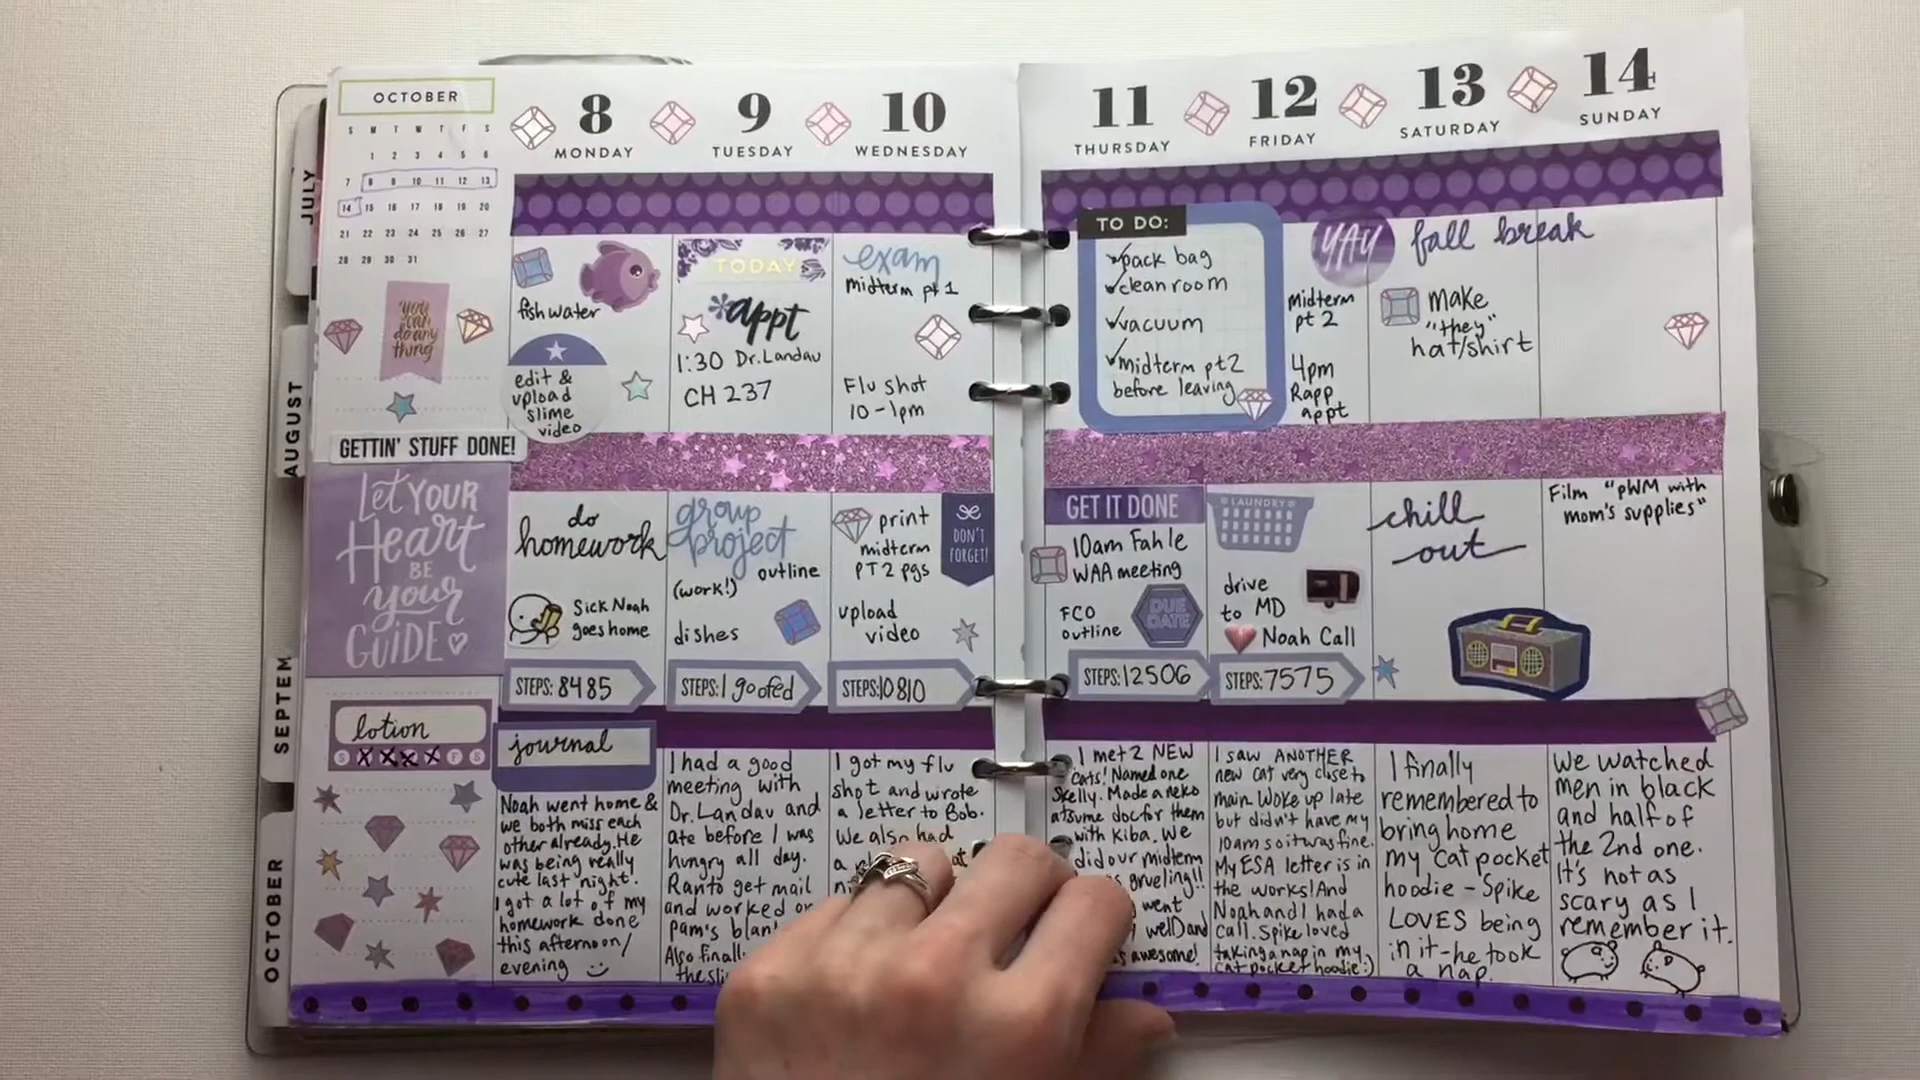 OCTOBER
S M T W T F S
1 2 3 4 5 6
7 8 9 10 11 12 13
14 15 16 17 18 19 20
21 22 23 24 25 26 27
28 29 30 31
you
can
do any
thing
GETTIN' STUFF DONE!
Let YOUR
Heart
BE
your
GUIDE
lotion
S X X X X F S
JULY
AUGUST
SEPTEM
OCTOBER
8
MONDAY
fish water
edit &
upload
slime
video
do
homework
Sick Noah
goes home
STEPS: 8485
journal
Noah went home &
we both miss each
other already. He
was being really
cute last night.
I got a lot of my
homework done
this afternoon/
evening
9
TUESDAY
TODAY
*appt
1:30 Dr. Landau
CH 237
group
project
outline
(work!)
dishes
STEPS: I goofed
I had a good
meeting with
Dr. Landau and
ate before I was
hungry all day.
Ran to get mail
and worked on
pam's
Also finall
the sli
10
WEDNESDAY
exam
midterm pt 1
Flu shot
10-1pm
print
midterm
PT 2 pgs
DON'T
FORGET!
upload
video
STEPS: 10810
I got my flu
shot and wrote
a letter to Bob.
We also had
a
11
THURSDAY
TO DO:
pack bag
clean room
vacuum
midterm pt 2
before leaving
GET IT DONE
10am Fahle
WAA meeting
FCO
outline
DUE
DATE
STEPS: 12506
I met 2 NEW
cats! Named one
Skelly. Made a neko
atsume doc for them
with Kiba. We
did our midterm
grueling!!
went
well) and
awesome!
12
FRIDAY
YAY
midterm
pt 2
4pm
Rapp
appt
LAUNDRY
drive
to MD
Noah Call
STEPS: 7575
I saw ANOTHER
new cat very close to
main. Woke up late
but didn't have my
10am so it was fine.
My ESA letter is in
the works! And
Noah and I had a
call. Spike loved
taking a nap in my
cat pocket hoodie :)
13
SATURDAY
fall break
make
"they"
hat/shirt
chill
out
I finally
remembered to
bring home
my cat pocket
hoodie - Spike
LOVES being
in it - he took
a nap.
14
SUNDAY
Film "PWM with
mom's supplies"
We watched
men in black
and half of
the 2nd one.
It's not as
scary as I
remember it.